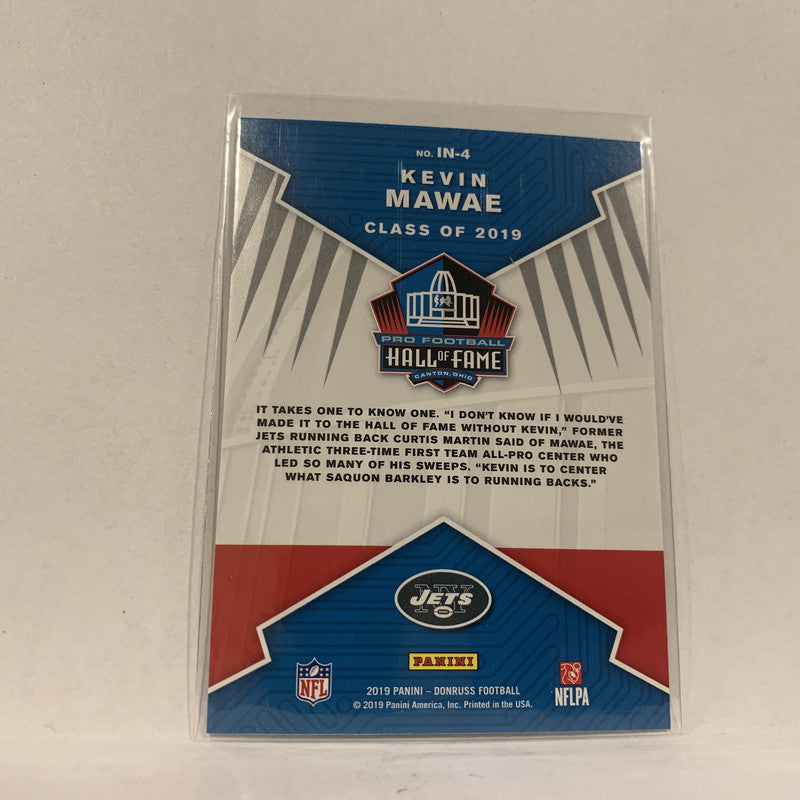 NO. IN-4
KEVIN
MAWAE
CLASS OF 2019
PRO FOOTBALL
HALL OF FAME
CANTON, OHIO
IT TAKES ONE TO KNOW ONE. “I DON’T KNOW IF I WOULD’VE
MADE IT TO THE HALL OF FAME WITHOUT KEVIN,” FORMER
JETS RUNNING BACK CURTIS MARTIN SAID OF MAWAE, THE
ATHLETIC THREE-TIME FIRST TEAM ALL-PRO CENTER WHO
LED SO MANY OF HIS SWEEPS. “KEVIN IS TO CENTER
WHAT SAQUON BARKLEY IS TO RUNNING BACKS.”
NY
JETS
PANINI
NFL
NFLPA
2019 PANINI – DONRUSS FOOTBALL
© 2019 Panini America, Inc. Printed in the USA.